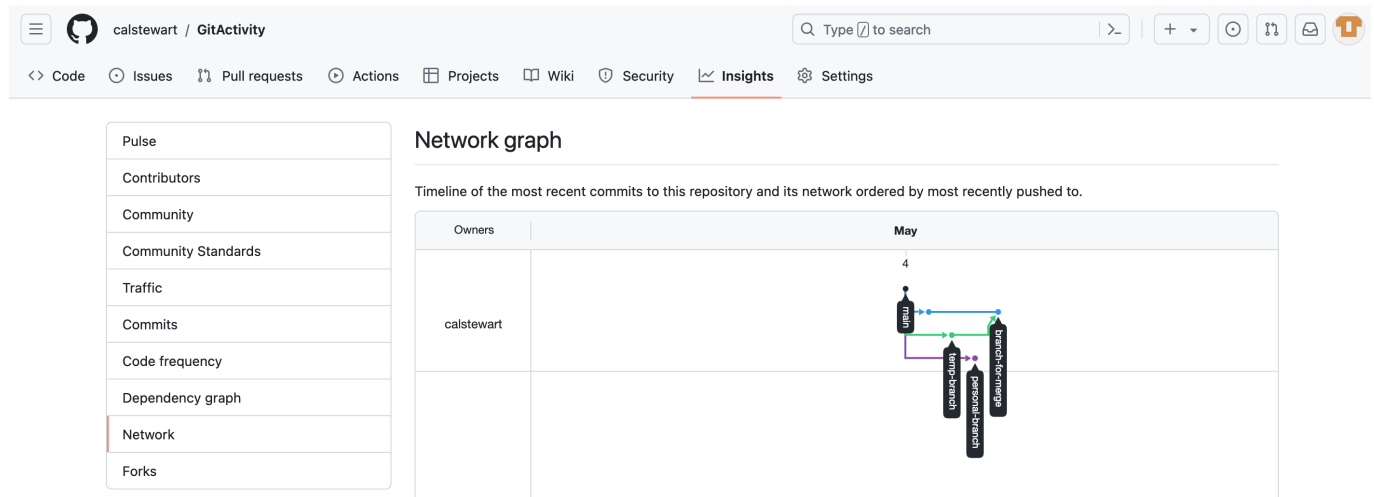 calstewart / GitActivity
Type / to search
Code Issues Pull requests Actions Projects Wiki Security Insights Settings
Pulse
Contributors
Community
Community Standards
Traffic
Commits
Code frequency
Dependency graph
Network
Forks
Network graph
Timeline of the most recent commits to this repository and its network ordered by most recently pushed to.
Owners
May
4
calstewart
main
temp-branch
personal-branch
branch-for-merge